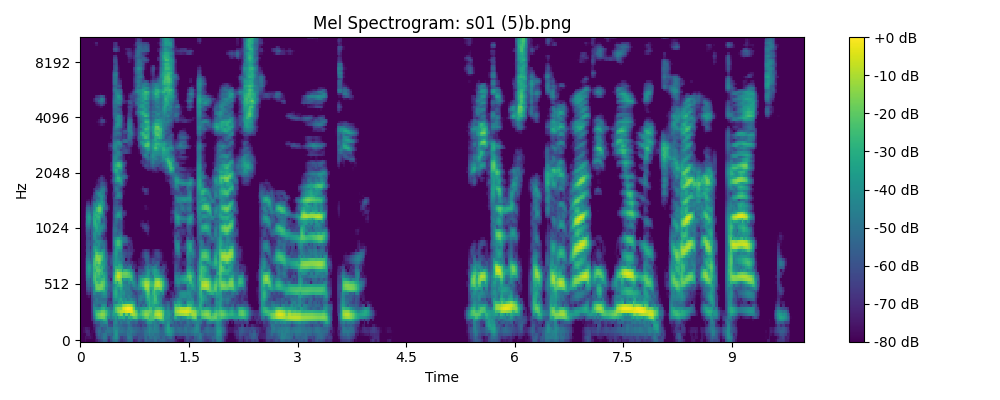 Mel Spectrogram: s01 (5)b.png
8192
4096
2048
1024
512
0
Hz
0 1.5 3 4.5 6 7.5 9
Time
+0 dB
-10 dB
-20 dB
-30 dB
-40 dB
-50 dB
-60 dB
-70 dB
-80 dB